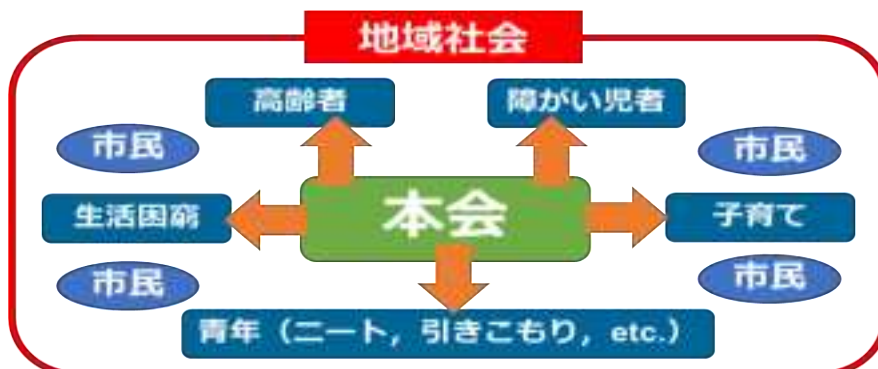 地域社会
高齢者
障がい児者
市民
市民
生活困窮
本会
子育て
市民
市民
青年（ニート，引きこもり，etc.）